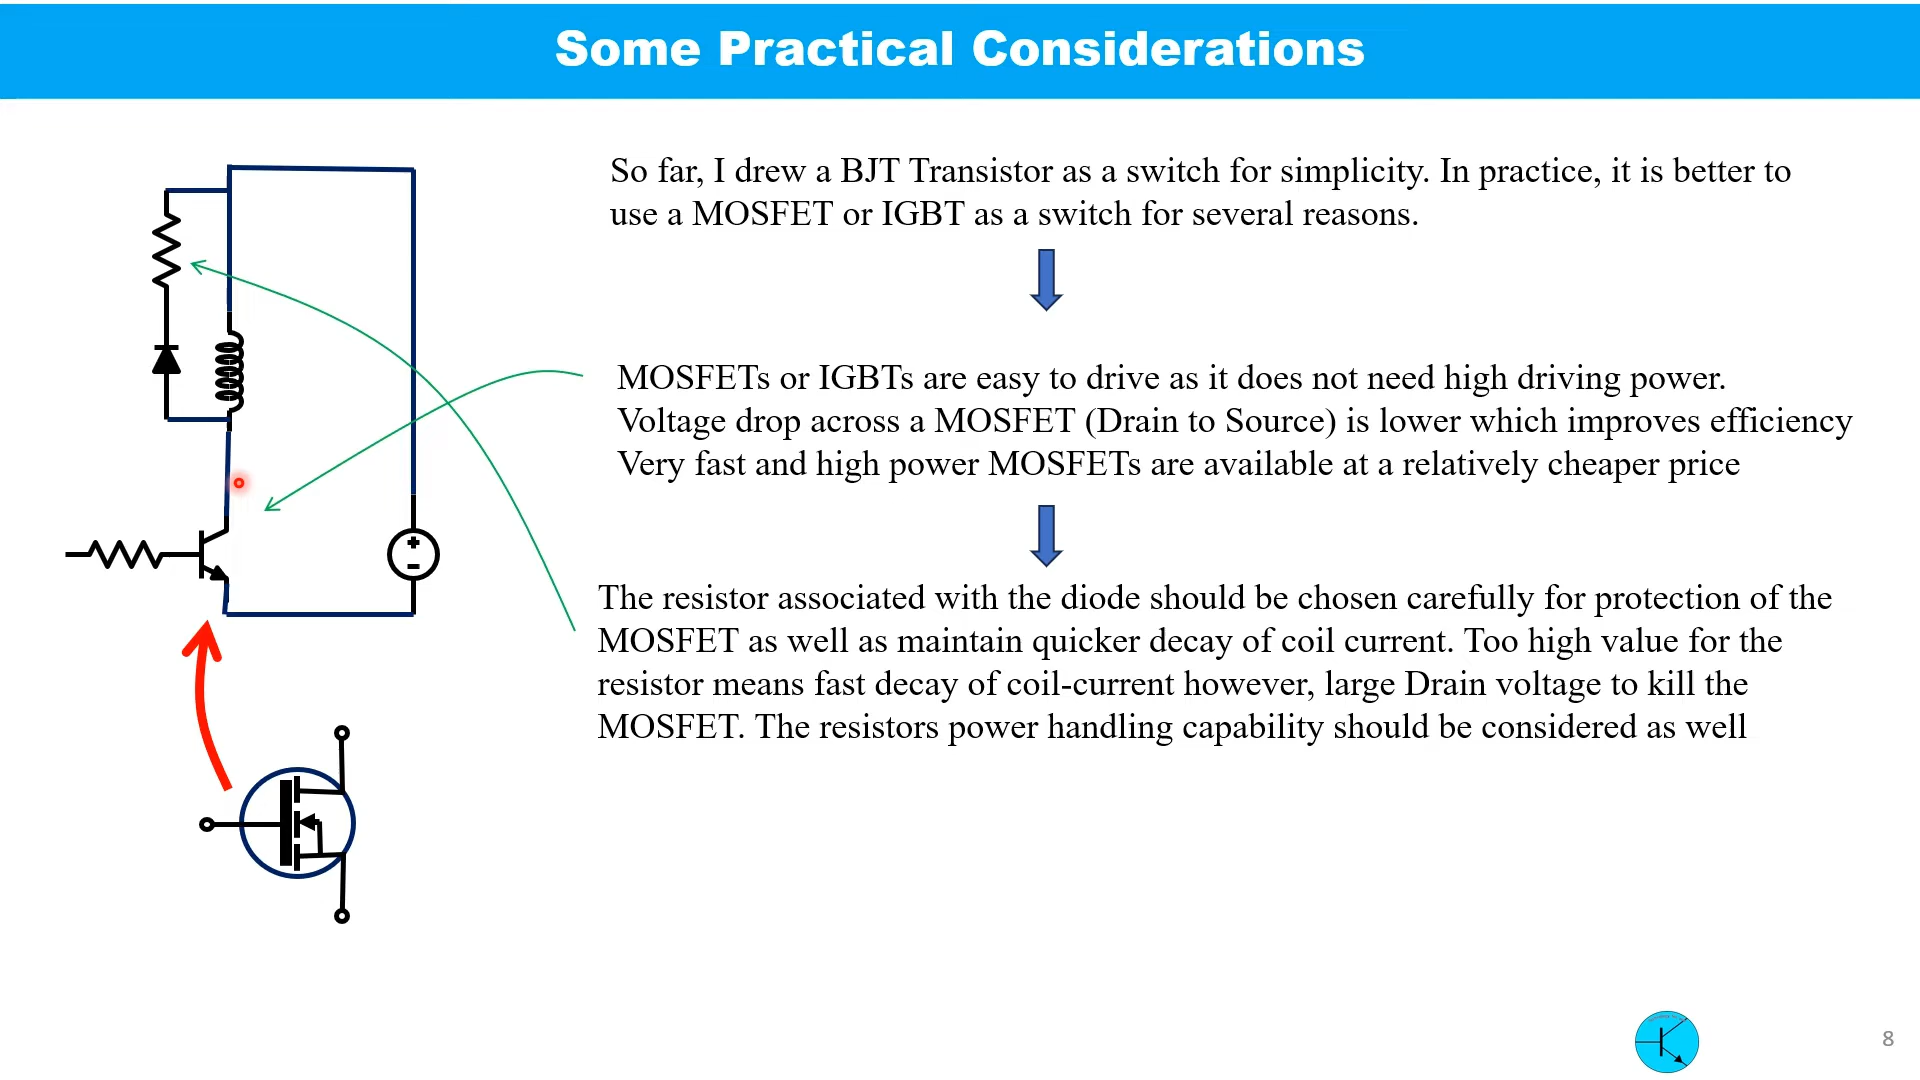 Some Practical Considerations
So far, I drew a BJT Transistor as a switch for simplicity. In practice, it is better to
use a MOSFET or IGBT as a switch for several reasons.
MOSFETs or IGBTs are easy to drive as it does not need high driving power.
Voltage drop across a MOSFET (Drain to Source) is lower which improves efficiency
Very fast and high power MOSFETs are available at a relatively cheaper price
The resistor associated with the diode should be chosen carefully for protection of the
MOSFET as well as maintain quicker decay of coil current. Too high value for the
resistor means fast decay of coil-current however, large Drain voltage to kill the
MOSFET. The resistors power handling capability should be considered as well
8